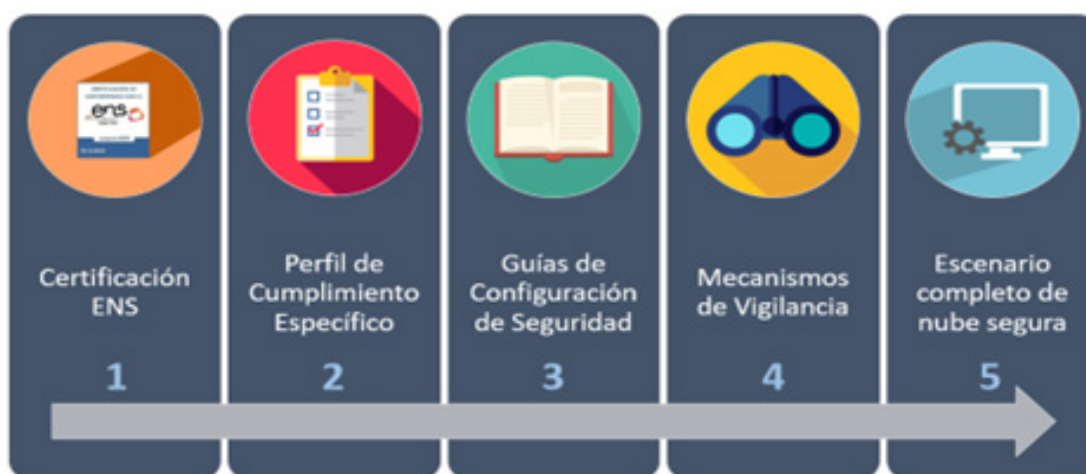 ens
Certificación
ENS
1
Perfil de
Cumplimiento
Específico
2
Guías de
Configuración
de Seguridad
3
Mecanismos
de Vigilancia
4
Escenario
completo de
nube segura
5